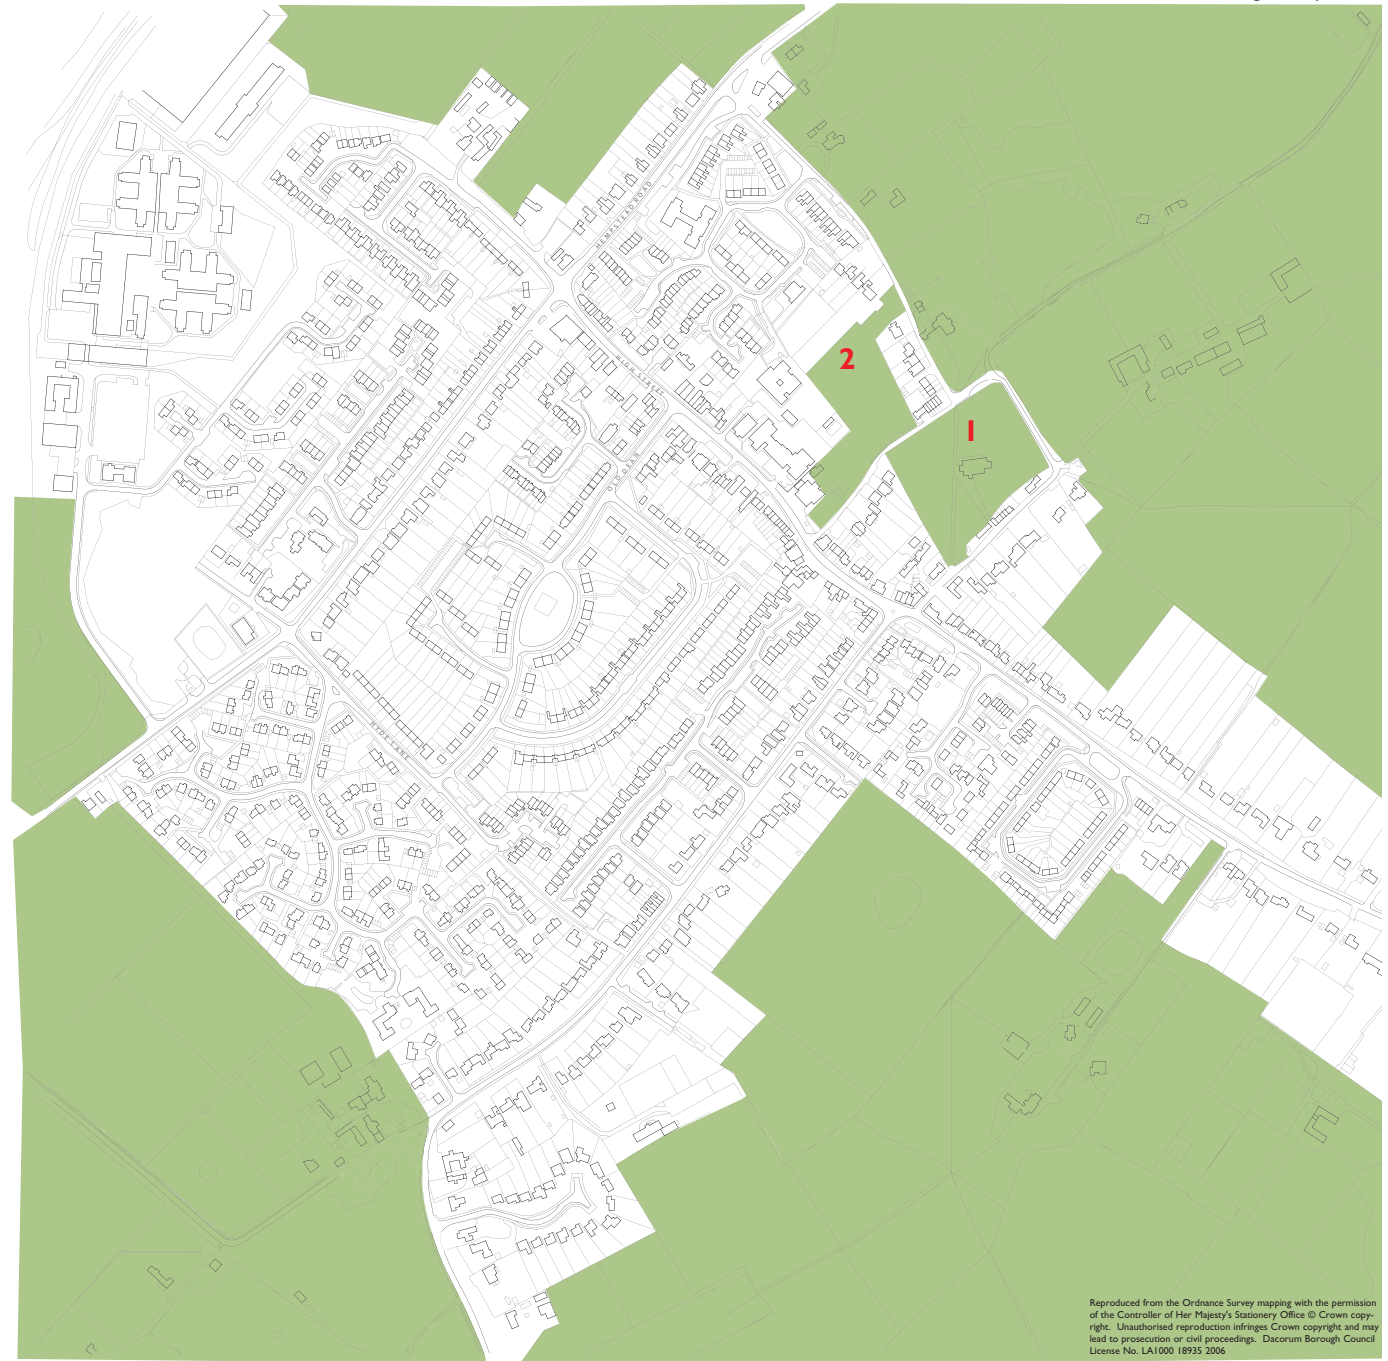 HEMPSTEAD ROAD
2
HIGH STREET
1
OLD DEAN
HYDE LANE
Reproduced from the Ordnance Survey mapping with the permission
of the Controller of Her Majesty's Stationery Office © Crown copy-
right. Unauthorised reproduction infringes Crown copyright and may
lead to prosecution or civil proceedings. Dacorum Borough Council
License No. LA1000 18935 2006